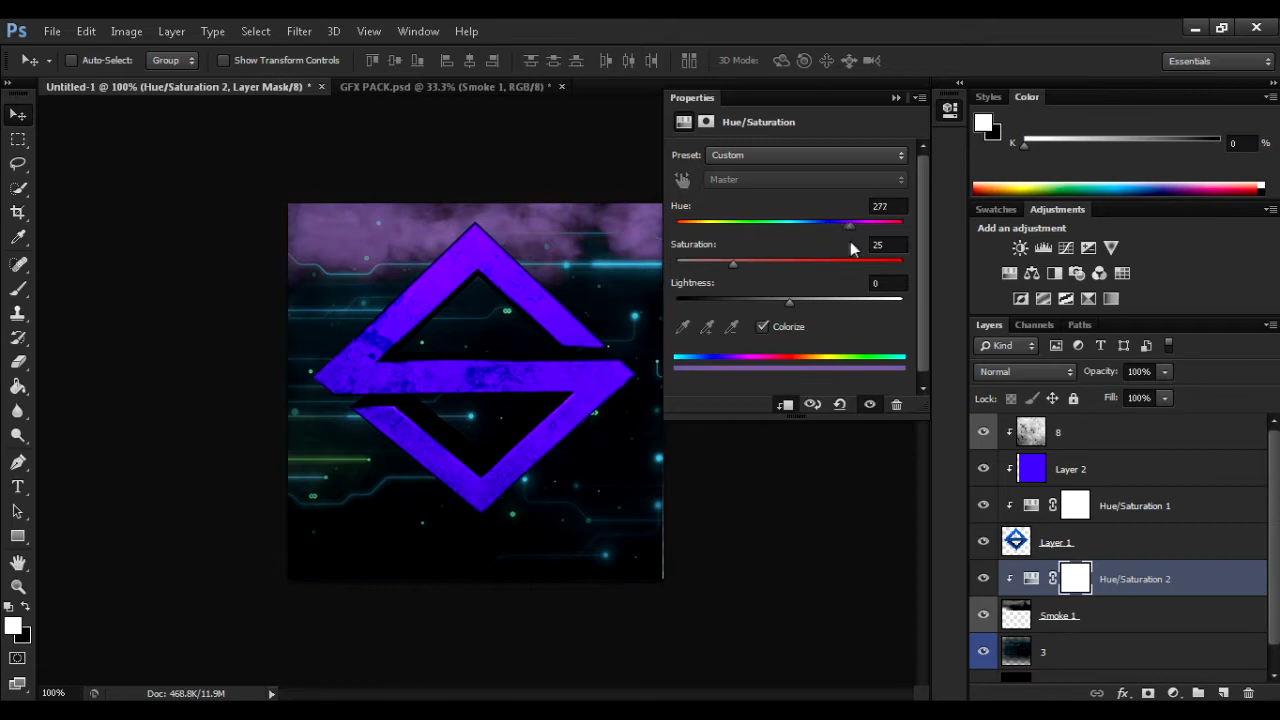 Ps File Edit Image Layer Type Select Filter 3D View Window Help
Auto-Select: Group Show Transform Controls 3D Mode: Essentials
Untitled-1 @ 100% (Hue/Saturation 2, Layer Mask/8) * × GFX PACK.psd @ 33.3% (Smoke 1, RGB/8) * ×
Properties
Hue/Saturation
Preset: Custom
Master
Hue: 277
Saturation: 25
Lightness: 0
Colorize
Styles Color
K 0 %
Swatches Adjustments
Add an adjustment
Layers Channels Paths
Kind
Normal Opacity: 100%
Lock: Fill: 100%
8
Layer 2
Hue/Saturation 1
Layer 1
Hue/Saturation 2
Smoke 1
3
100% Doc: 468.8K/11.9M